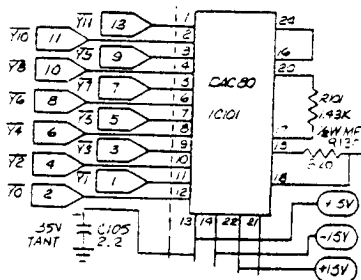 Y11 13 1 24
Y10 11 2
Y5 9 3
Y8 10 4 16
Y7 7 5 20
Y6 8 6
Y5 5 7
Y4 6 8
Y3 3 9
Y2 4 10
Y1 1 11
Y0 2 12
DAC80
IC101
R101
1.43K
½W MF
17
15
18
13 14 22 21
35V
TANT
C105
2.2
+5V
-15V
+15V